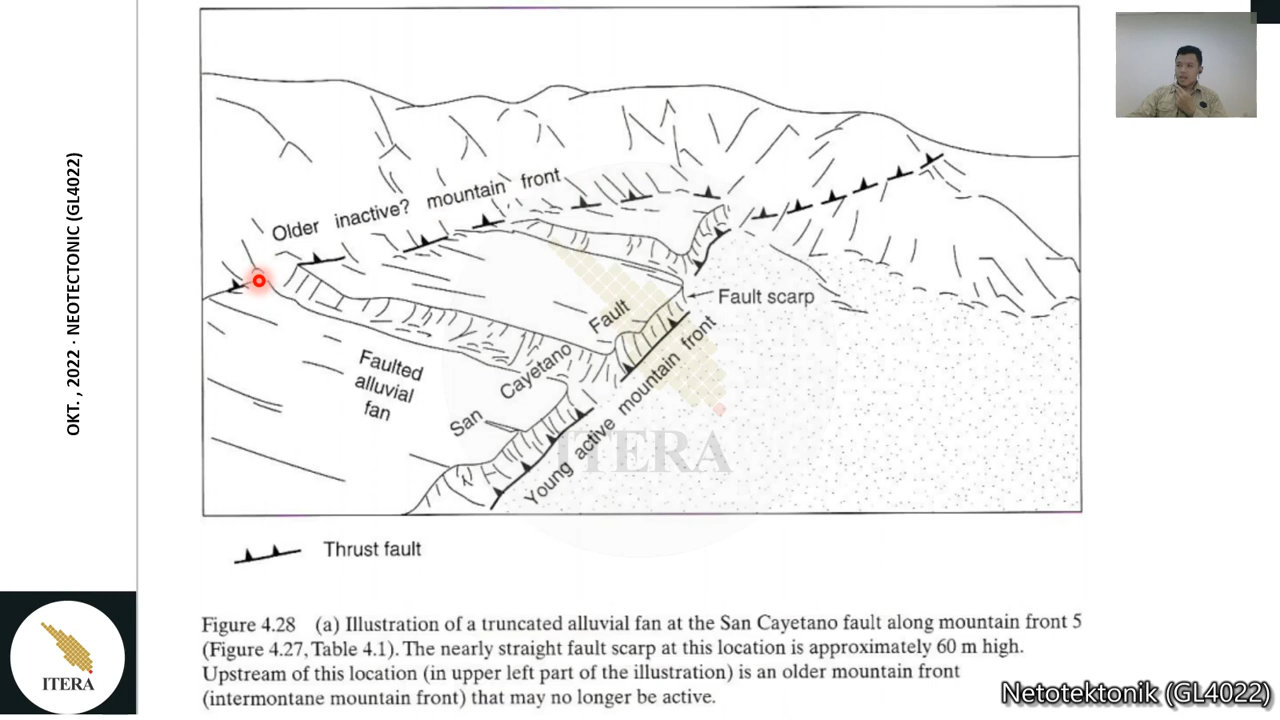 OKT. , 2022 · NEOTECTONIC (GL4022)
Older inactive? mountain front
Fault scarp
San Cayetano Fault
Young active mountain front
Faulted
alluvial
fan
ITERA
Thrust fault
Figure 4.28 (a) Illustration of a truncated alluvial fan at the San Cayetano fault along mountain front 5
(Figure 4.27, Table 4.1). The nearly straight fault scarp at this location is approximately 60 m high.
Upstream of this location (in upper left part of the illustration) is an older mountain front
(intermontane mountain front) that may no longer be active.
ITERA
Netotektonik (GL4022)